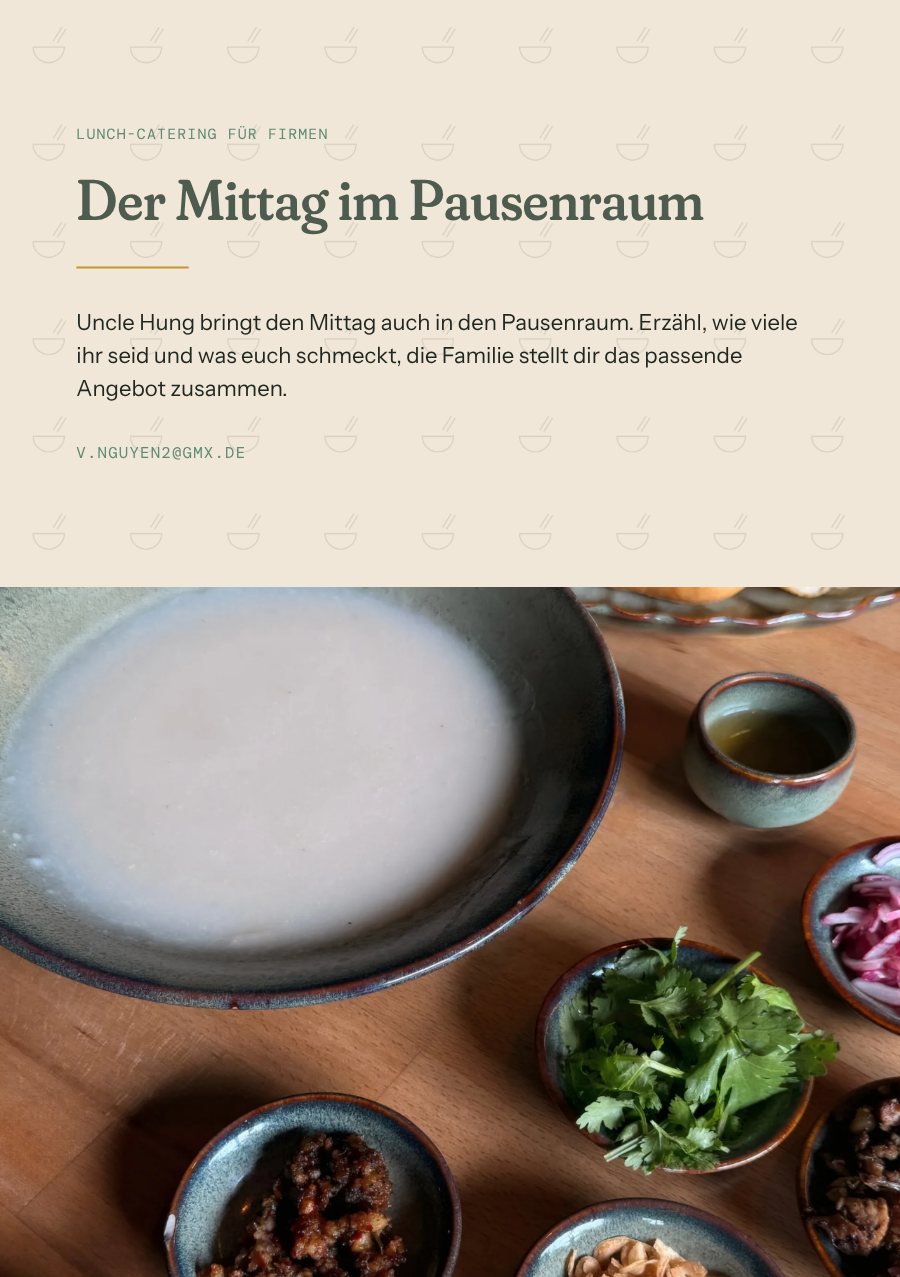 LUNCH-CATERING FÜR FIRMEN
Der Mittag im Pausenraum
Uncle Hung bringt den Mittag auch in den Pausenraum. Erzähl, wie viele
ihr seid und was euch schmeckt, die Familie stellt dir das passende
Angebot zusammen.
V.NGUYEN2@GMX.DE